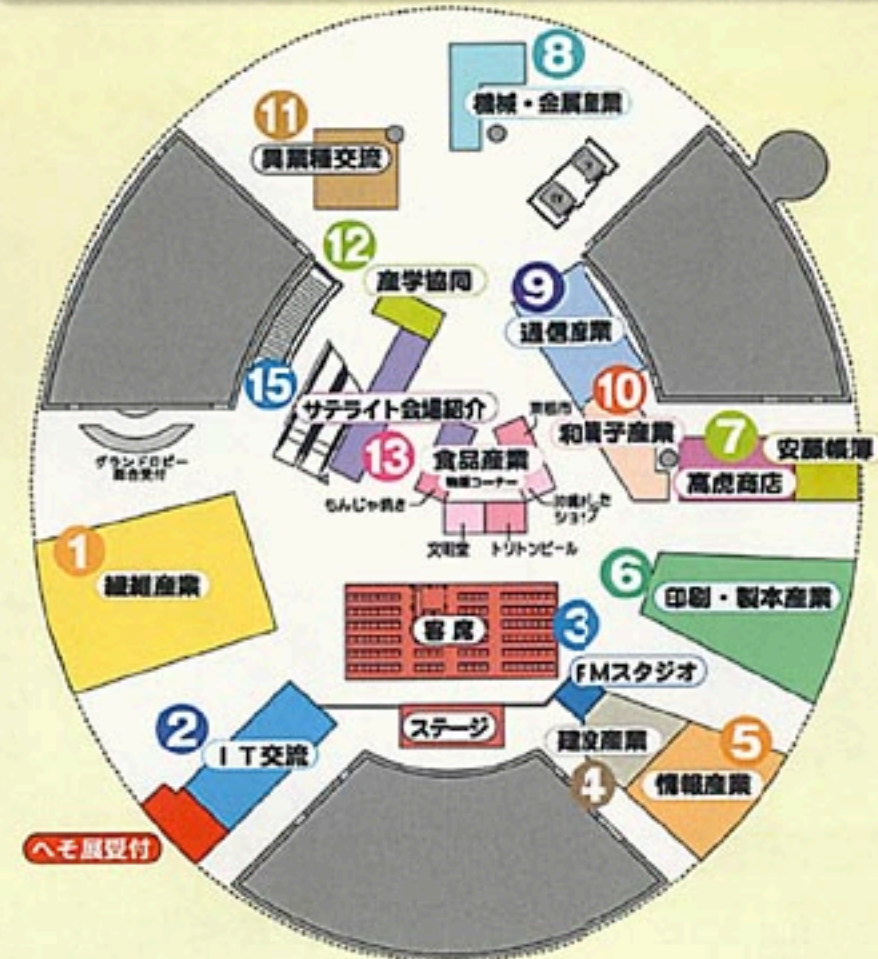 8
機械・金属産業
11
異業種交流
12
産学協同
9
通信産業
15
サテライト会場紹介
10
和菓子産業
7
安藤帳簿
高虎商店
グランドロビー
総合受付
13
食品産業
物販コーナー
もんじゃ焼き
文明堂
トリトンビール
1
繊維産業
6
印刷・製本産業
客席
3
FMスタジオ
2
IT交流
ステージ
建設産業
4
5
情報産業
へそ展受付